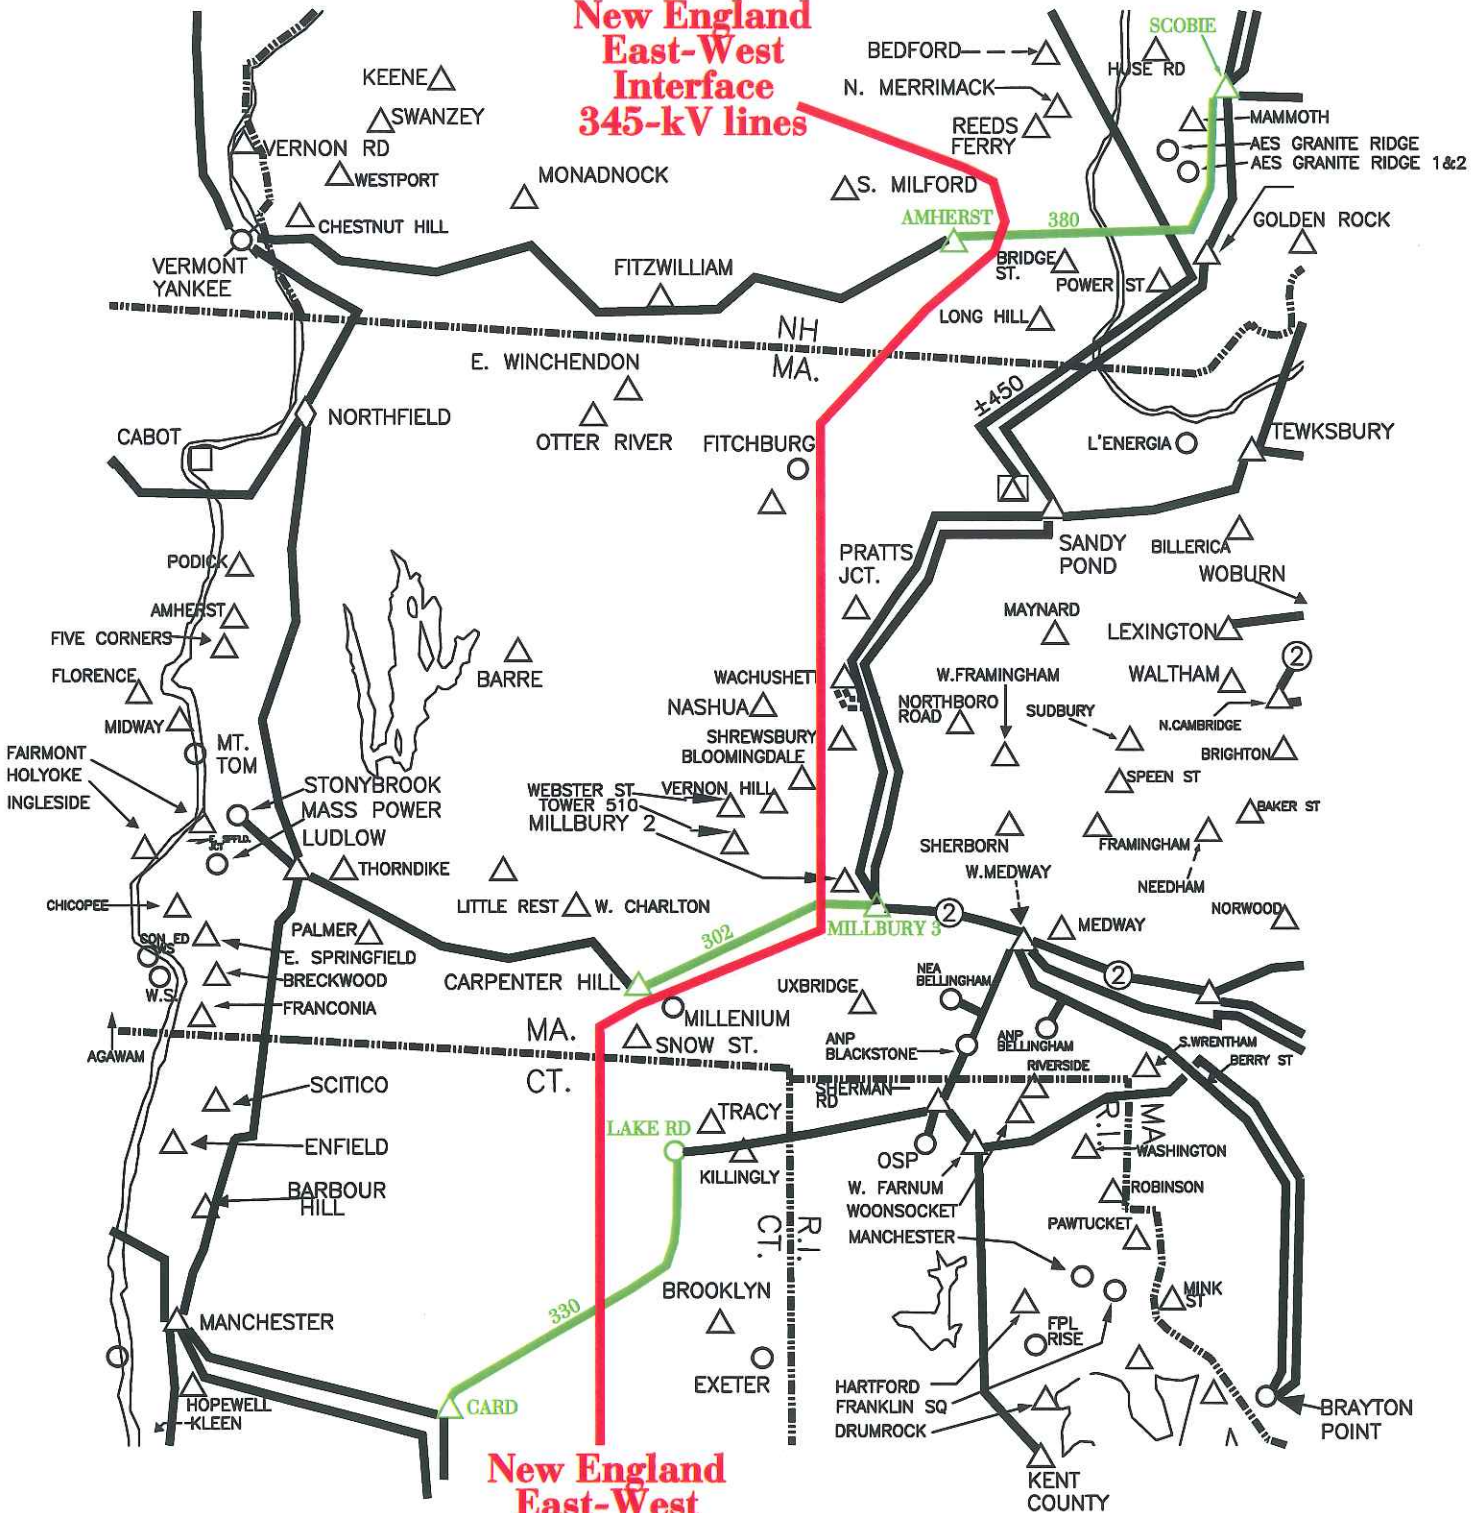 New England
East-West
Interface
345-kV lines
SCOBIE
BEDFORD
HUSE RD
KEENE
N. MERRIMACK
SWANZEY
REEDS
FERRY
MAMMOTH
AES GRANITE RIDGE
AES GRANITE RIDGE 1&2
VERNON RD
WESTPORT
MONADNOCK
S. MILFORD
AMHERST
380
GOLDEN ROCK
CHESTNUT HILL
VERMONT
YANKEE
FITZWILLIAM
BRIDGE
ST.
POWER ST
LONG HILL
NH
MA.
E. WINCHENDON
±450
NORTHFIELD
CABOT
OTTER RIVER
FITCHBURG
L'ENERGIA
TEWKSBURY
PODICK
PRATTS
JCT.
SANDY
POND
BILLERICA
WOBURN
AMHERST
FIVE CORNERS
MAYNARD
LEXINGTON
2
FLORENCE
BARRE
WACHUSHETT
W.FRAMINGHAM
WALTHAM
NASHUA
NORTHBORO
ROAD
SUDBURY
N.CAMBRIDGE
MIDWAY
MT.
TOM
SHREWSBURY
BLOOMINGDALE
BRIGHTON
FAIRMONT
HOLYOKE
INGLESIDE
STONYBROOK
MASS POWER
LUDLOW
WEBSTER ST
VERNON HILL
TOWER 510
MILLBURY 2
SPEEN ST
BAKER ST
SHERBORN
FRAMINGHAM
THORNDIKE
W.MEDWAY
NEEDHAM
CHICOPEE
LITTLE REST
W. CHARLTON
302
MILLBURY 3
2
MEDWAY
NORWOOD
PALMER
CON ED
E. SPRINGFIELD
BRECKWOOD
W.S.
FRANCONIA
CARPENTER HILL
UXBRIDGE
NEA
BELLINGHAM
2
MILLENIUM
MA.
SNOW ST.
ANP
BLACKSTONE
ANP
BELLINGHAM
S.WRENTHAM
BERRY ST
AGAWAM
CT.
RIVERSIDE
SCITICO
SHERMAN
RD
MA
R.I.
LAKE RD
TRACY
ENFIELD
KILLINGLY
OSP
WASHINGTON
BARBOUR
HILL
W. FARNUM
WOONSOCKET
ROBINSON
R.I.
CT.
MANCHESTER
PAWTUCKET
BROOKLYN
MINK
ST
330
MANCHESTER
FPL
RISE
EXETER
HARTFORD
FRANKLIN SQ
DRUMROCK
HOPEWELL
KLEEN
CARD
BRAYTON
POINT
New England
East-West
KENT
COUNTY